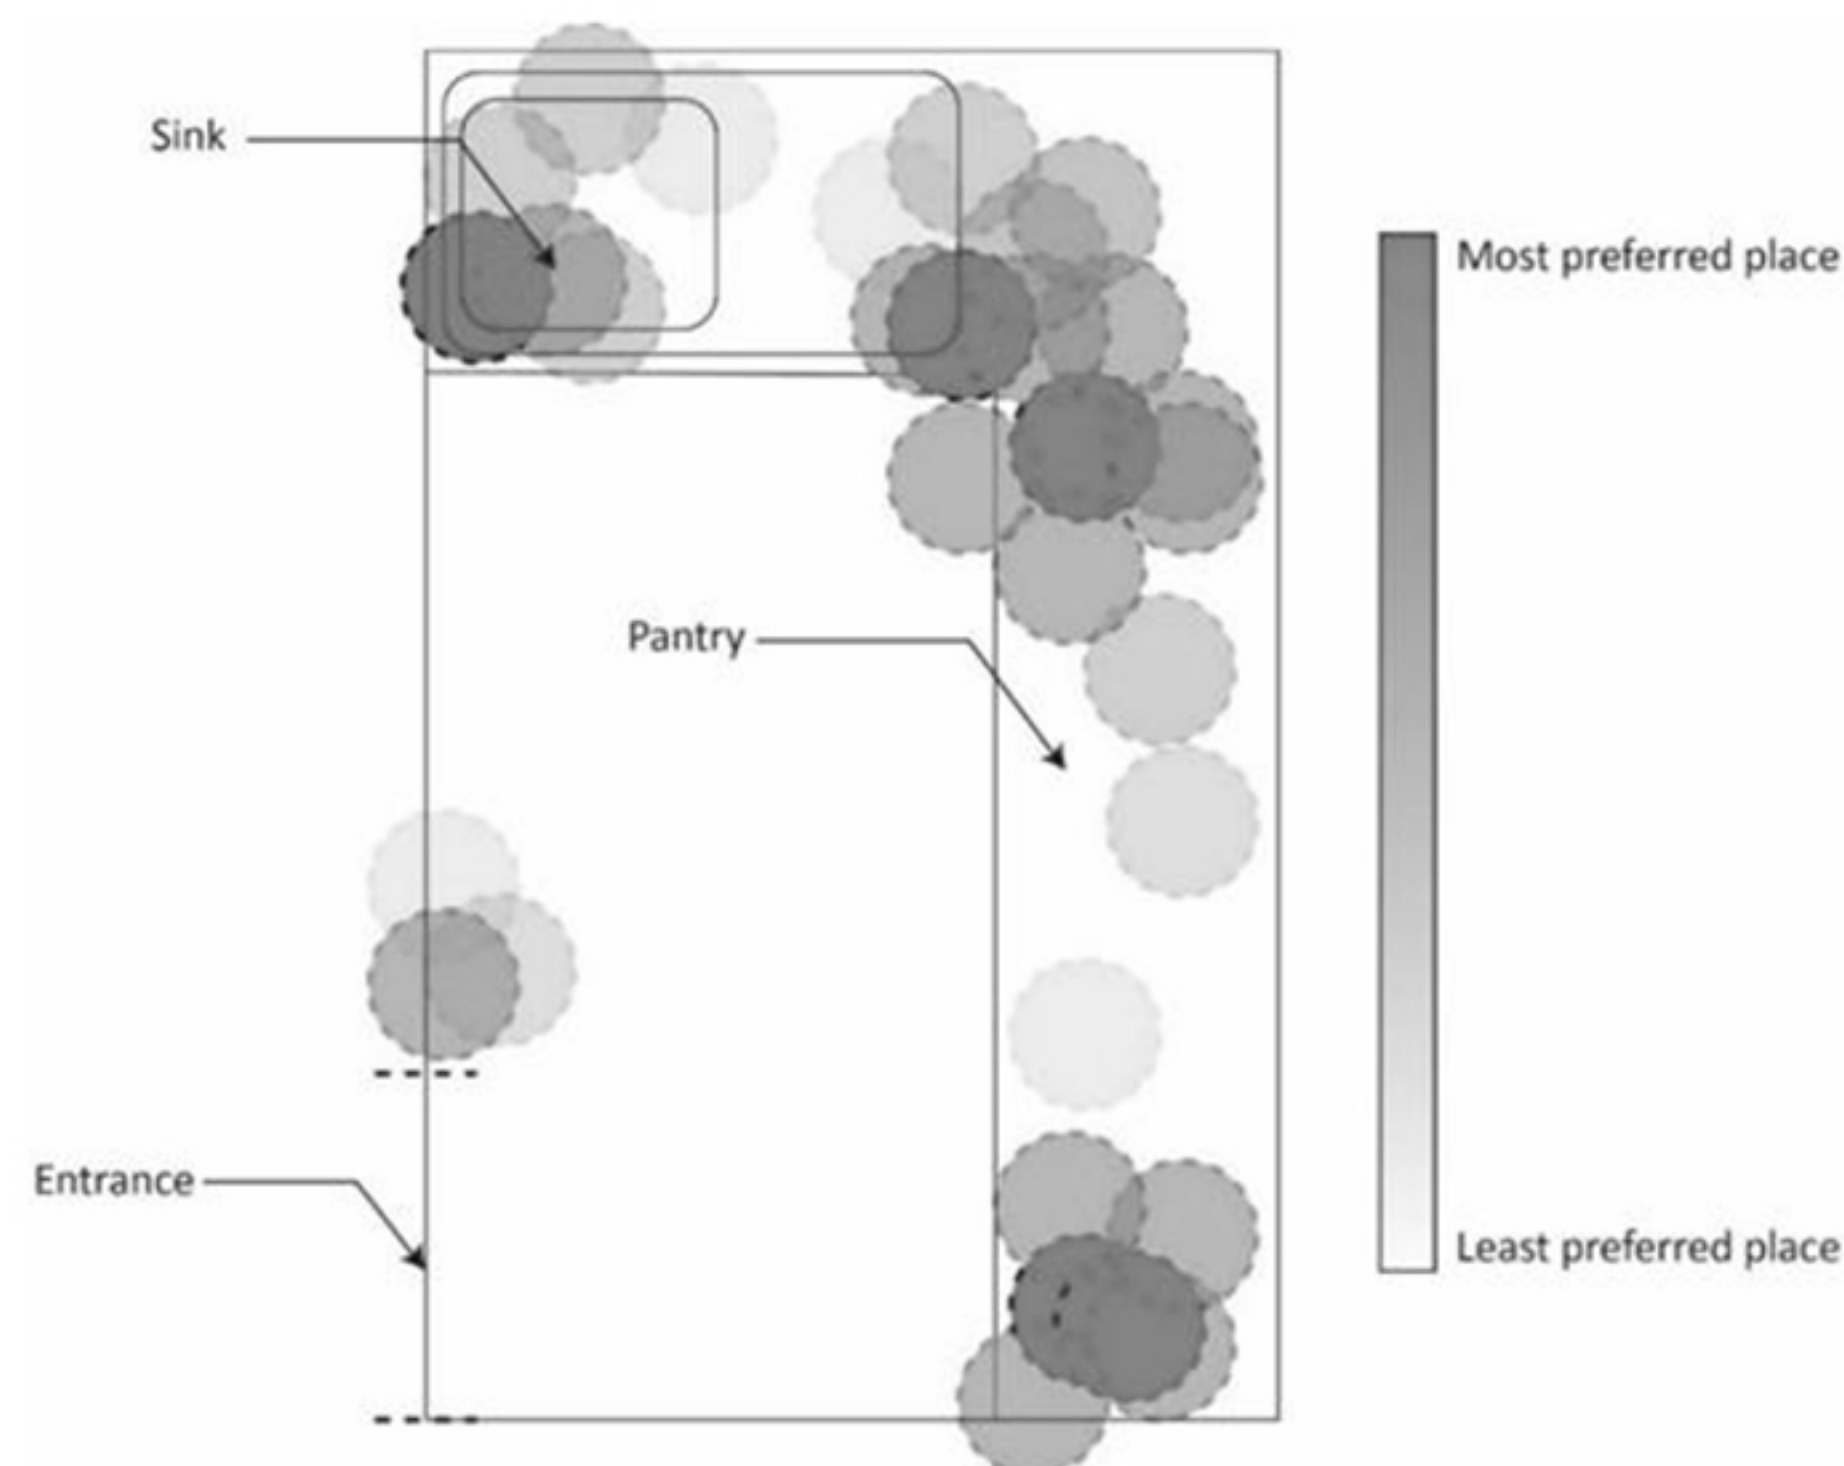 Sink
Most preferred place
Pantry
Entrance
Least preferred place